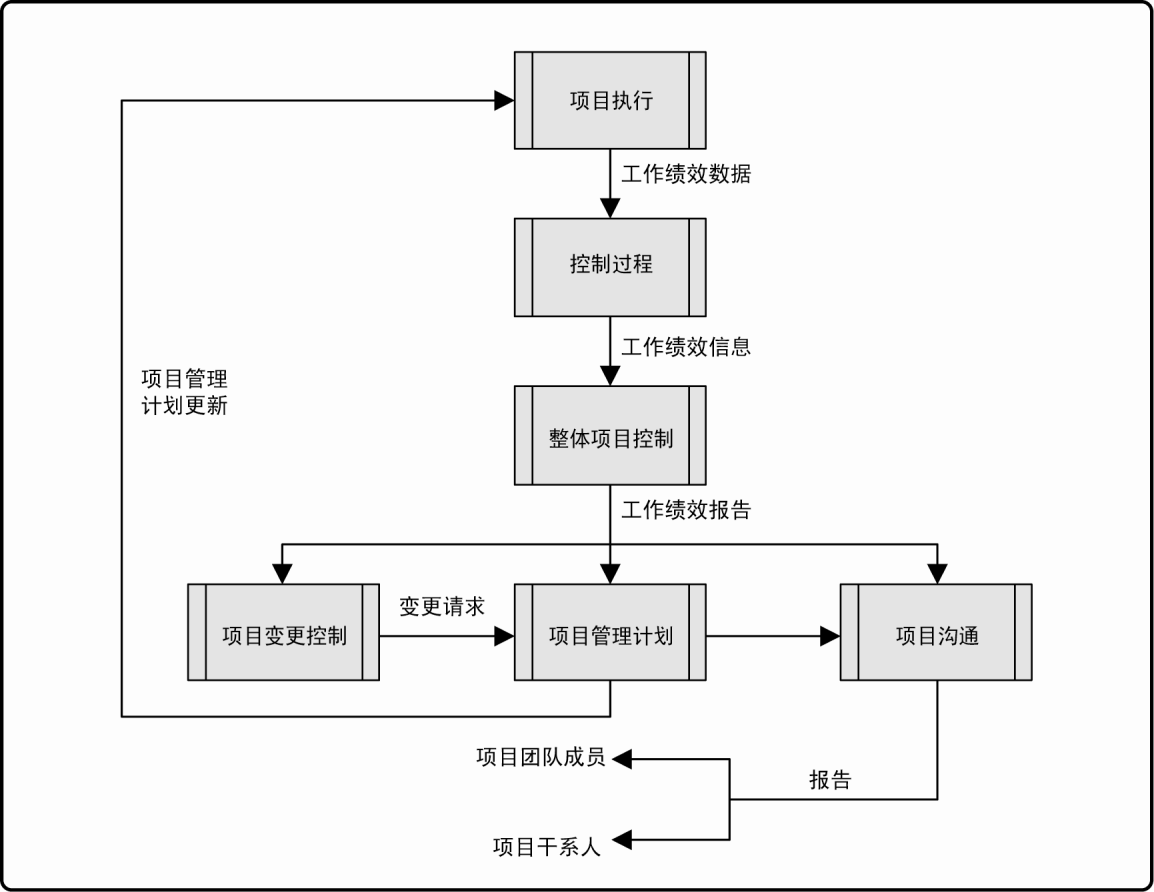 项目执行
工作绩效数据
控制过程
工作绩效信息
项目管理
计划更新
整体项目控制
工作绩效报告
变更请求
项目变更控制
项目管理计划
项目沟通
项目团队成员
报告
项目干系人